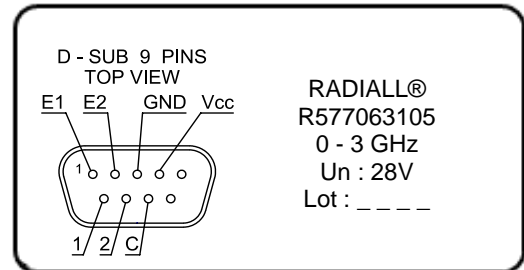 D - SUB 9 PINS
TOP VIEW
E1 E2 GND Vcc
1
1 2 C
RADIALL®
R577063105
0 - 3 GHz
Un : 28V
Lot : _ _ _ _